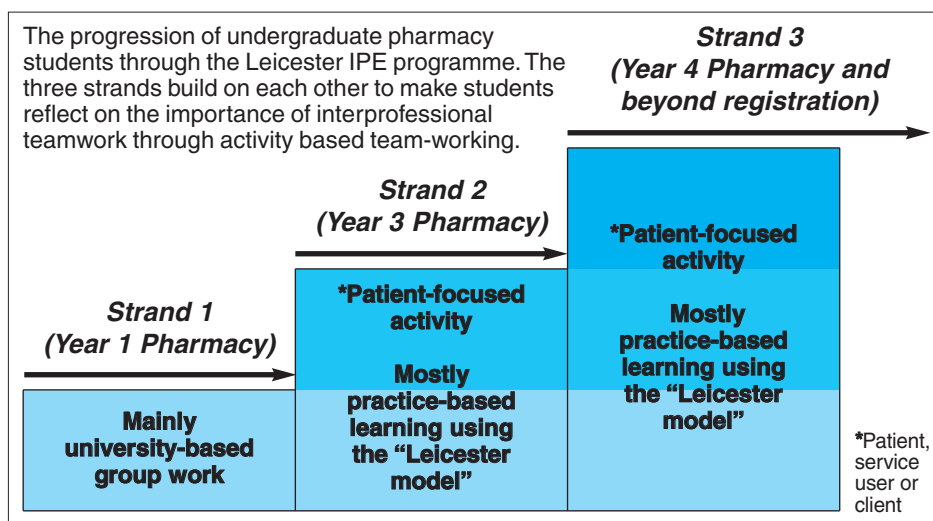 The progression of undergraduate pharmacy
students through the Leicester IPE programme. The
three strands build on each other to make students
reflect on the importance of interprofessional
teamwork through activity based team-working.
Strand 1
(Year 1 Pharmacy)
Mainly
university-based
group work
Strand 2
(Year 3 Pharmacy)
*Patient-focused
activity
Mostly
practice-based
learning using
the “Leicester
model”
Strand 3
(Year 4 Pharmacy and
beyond registration)
*Patient-focused
activity
Mostly
practice-based
learning using
the “Leicester
model”
*Patient,
service
user or
client